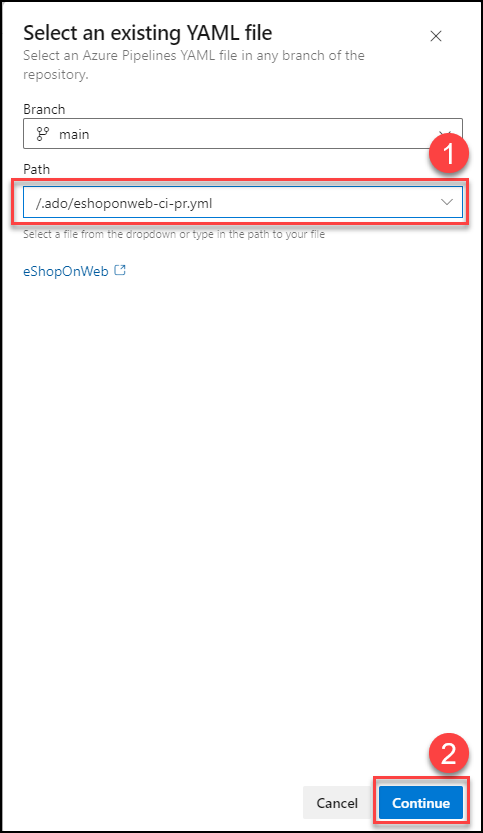 Select an existing YAML file
Select an Azure Pipelines YAML file in any branch of the
repository.
Branch
main
1
Path
/.ado/eshoponweb-ci-pr.yml
Select a file from the dropdown or type in the path to your file
eShopOnWeb
2
Cancel
Continue